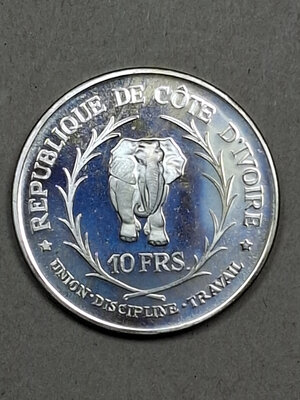 REPUBLIQUE DE CÔTE D'IVOIRE
10 FRS.
UNION·DISCIPLINE·TRAVAIL